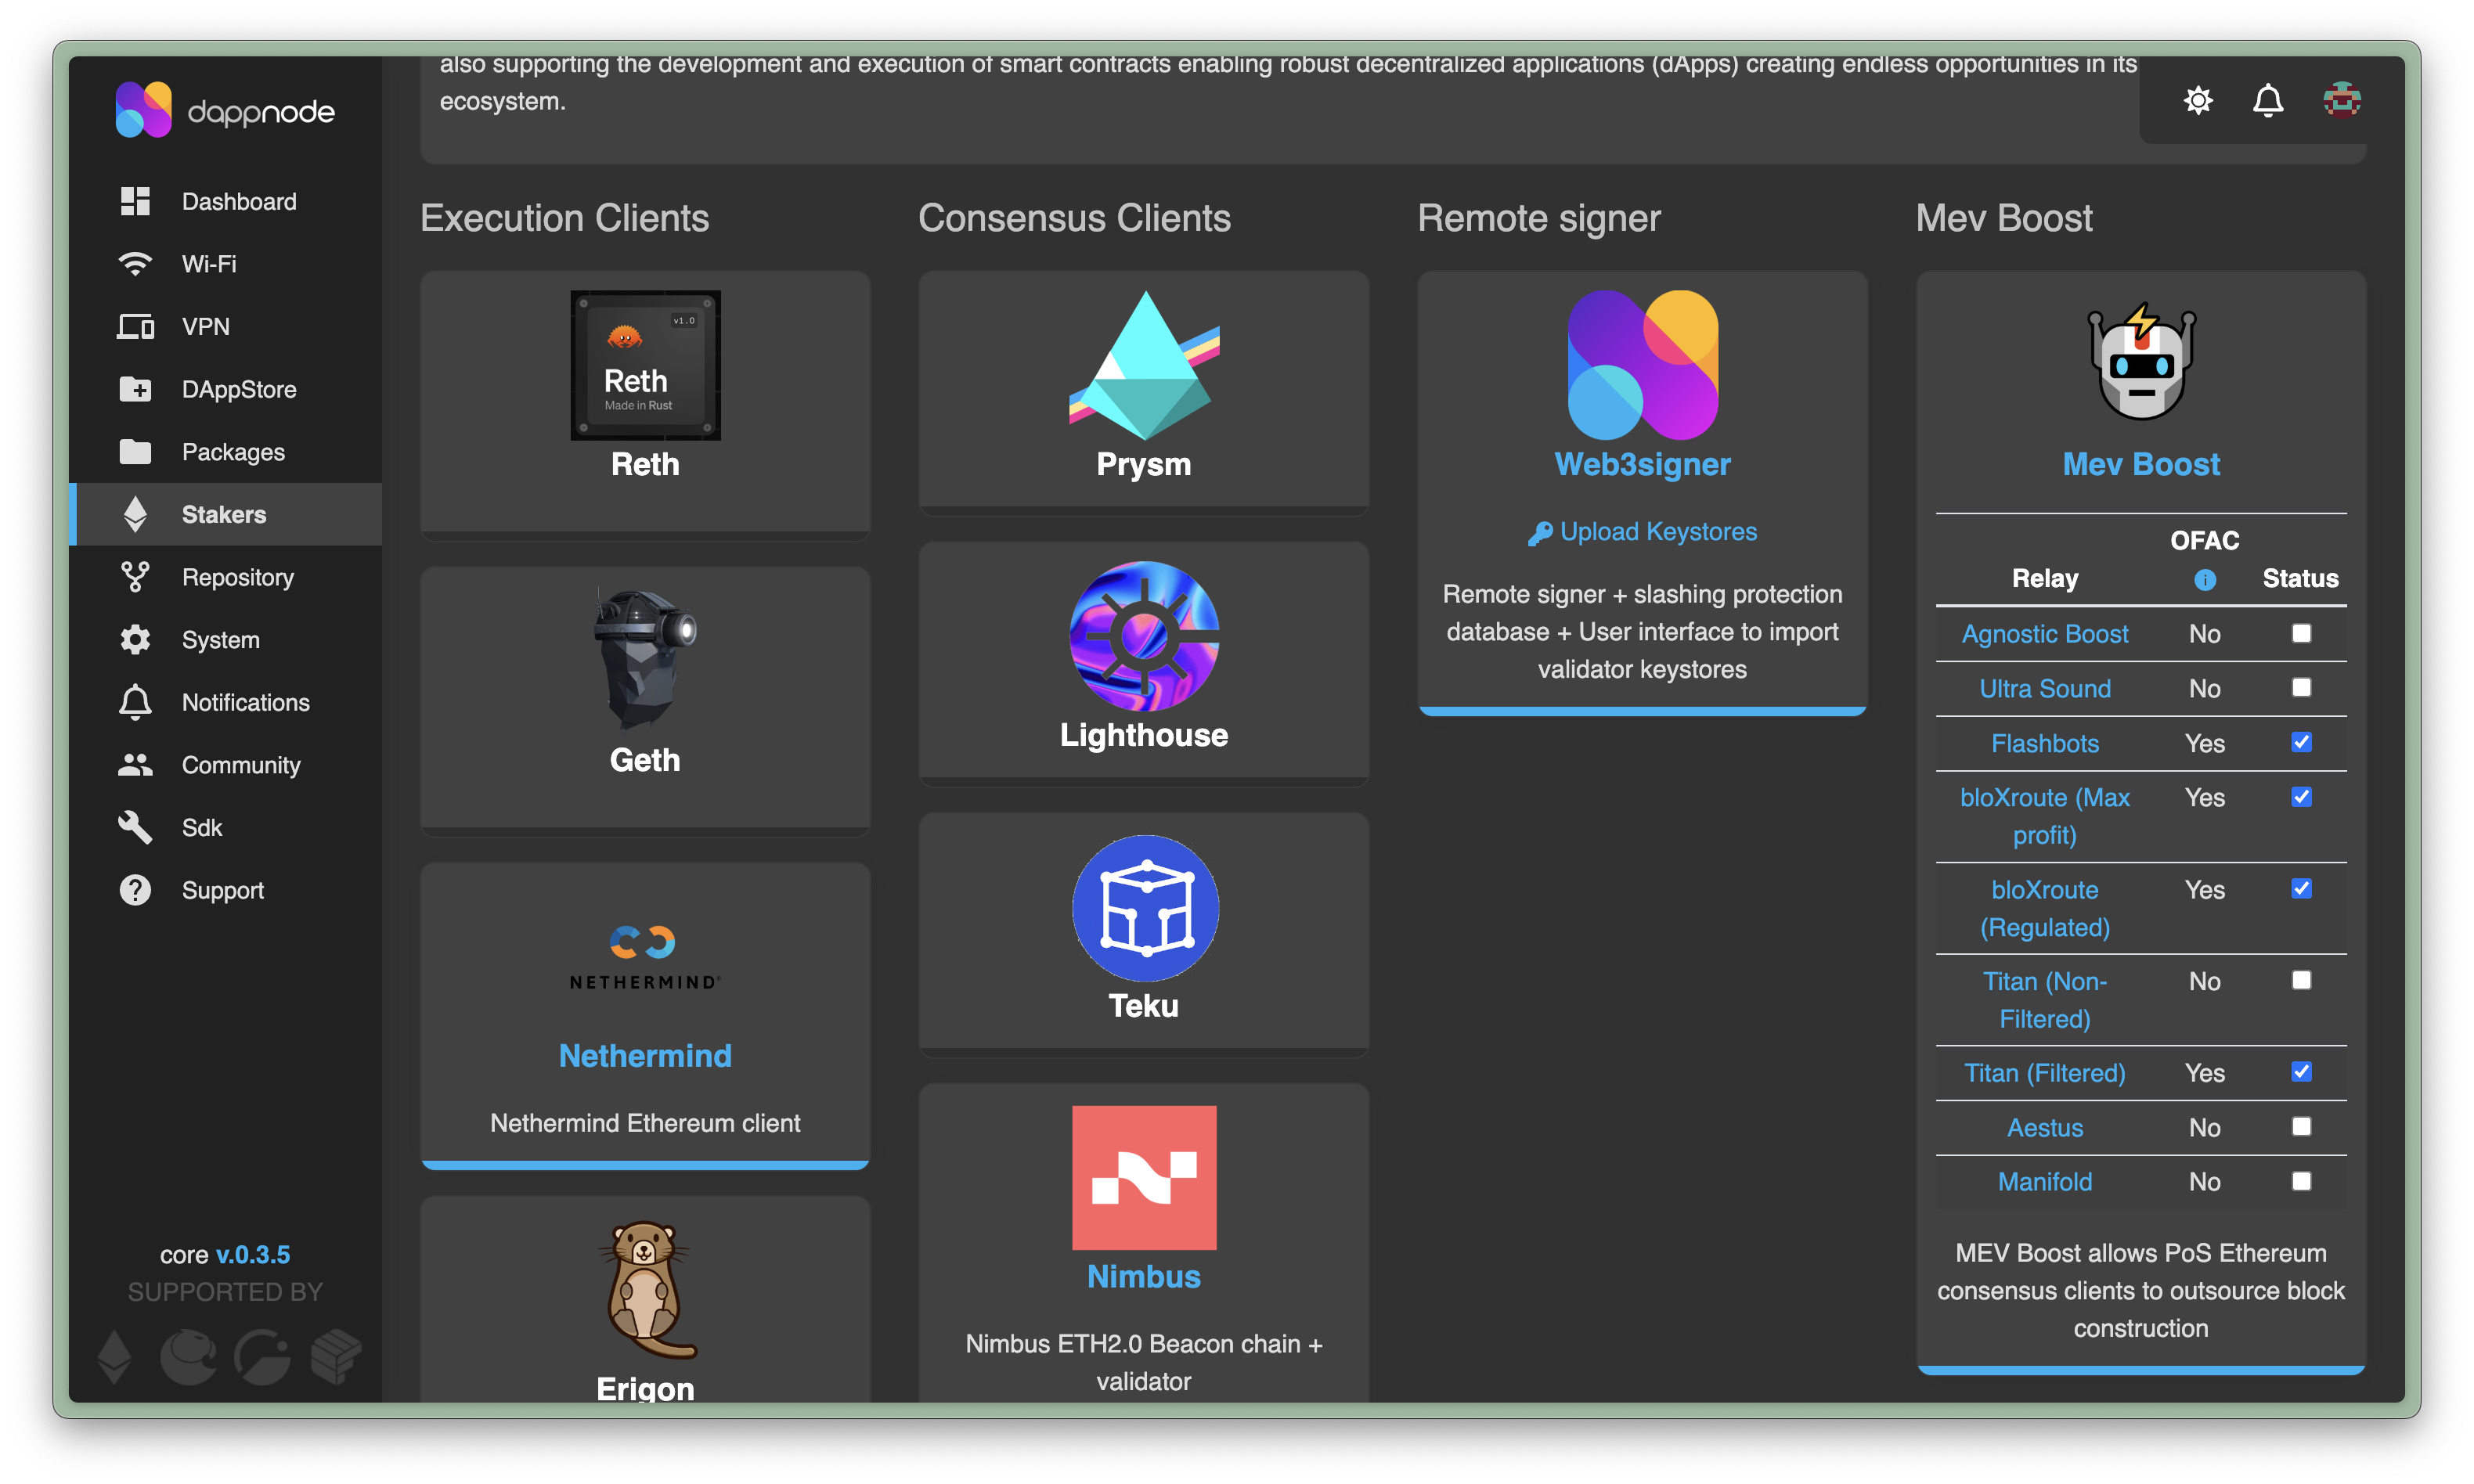 also supporting the development and execution of smart contracts enabling robust decentralized applications (dApps) creating endless opportunities in its
ecosystem.
dappnode
Dashboard
Wi-Fi
VPN
DAppStore
Packages
Stakers
Repository
System
Notifications
Community
Sdk
Support
core v.0.3.5
SUPPORTED BY
Execution Clients
v1.0
Reth
Made in Rust
Reth
Geth
NETHERMIND
Nethermind
Nethermind Ethereum client
Erigon
Consensus Clients
Prysm
Lighthouse
Teku
Nimbus
Nimbus ETH2.0 Beacon chain +
validator
Remote signer
Web3signer
Upload Keystores
Remote signer + slashing protection
database + User interface to import
validator keystores
Mev Boost
Mev Boost
OFAC
Relay Status
Agnostic Boost No
Ultra Sound No
Flashbots Yes
bloXroute (Max Yes
profit)
bloXroute Yes
(Regulated)
Titan (Non- No
Filtered)
Titan (Filtered) Yes
Aestus No
Manifold No
MEV Boost allows PoS Ethereum
consensus clients to outsource block
construction